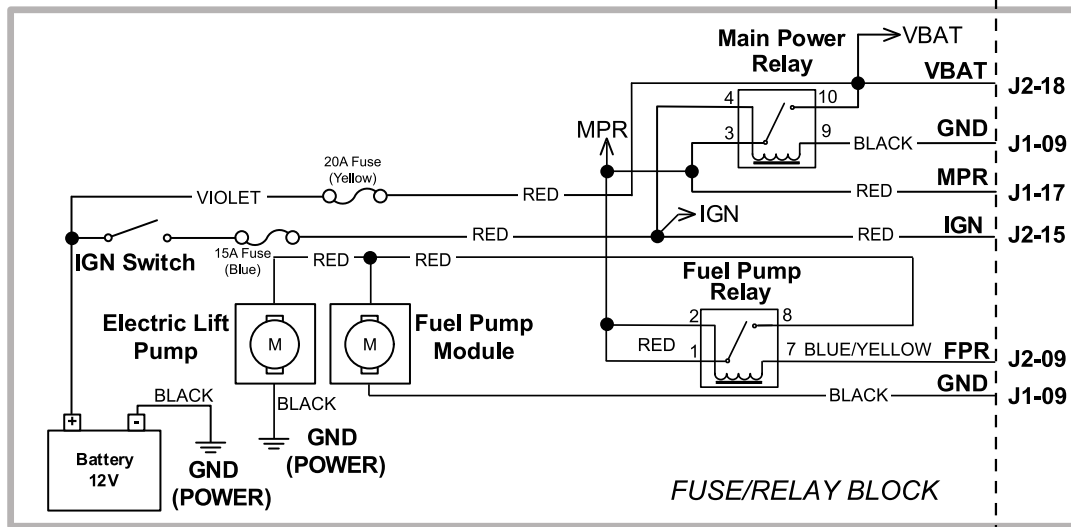 VBAT
Main Power
Relay
VBAT
J2-18
4
10
MPR
3
9
BLACK
GND
J1-09
20A Fuse
(Yellow)
MPR
VIOLET
RED
RED
J1-17
IGN
IGN
RED
RED
J2-15
IGN Switch
15A Fuse
(Blue)
RED
RED
Fuel Pump
Relay
Electric Lift
Pump
Fuel Pump
Module
2
8
M
M
RED
1
7
BLUE/YELLOW
FPR
J2-09
GND
BLACK
BLACK
BLACK
J1-09
+
-
GND
(POWER)
Battery
12V
GND
(POWER)
FUSE/RELAY BLOCK